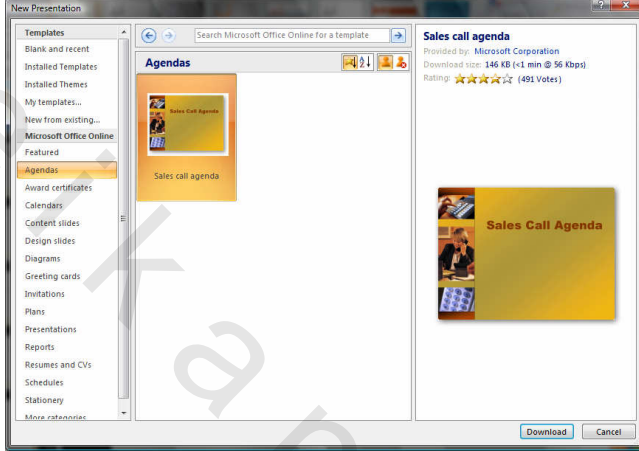 New Presentation
Templates
Blank and recent
Installed Templates
Installed Themes
My templates...
New from existing...
Microsoft Office Online
Featured
Agendas
Award certificates
Calendars
Content slides
Design slides
Diagrams
Greeting cards
Invitations
Plans
Presentations
Reports
Resumes and CVs
Schedules
Stationery
More categories
Search Microsoft Office Online for a template
Agendas
Sales Call Agenda
Sales call agenda
Sales call agenda
Provided by: Microsoft Corporation
Download size: 146 KB (<1 min @ 56 Kbps)
Rating: (491 Votes)
Sales Call Agenda
Download
Cancel